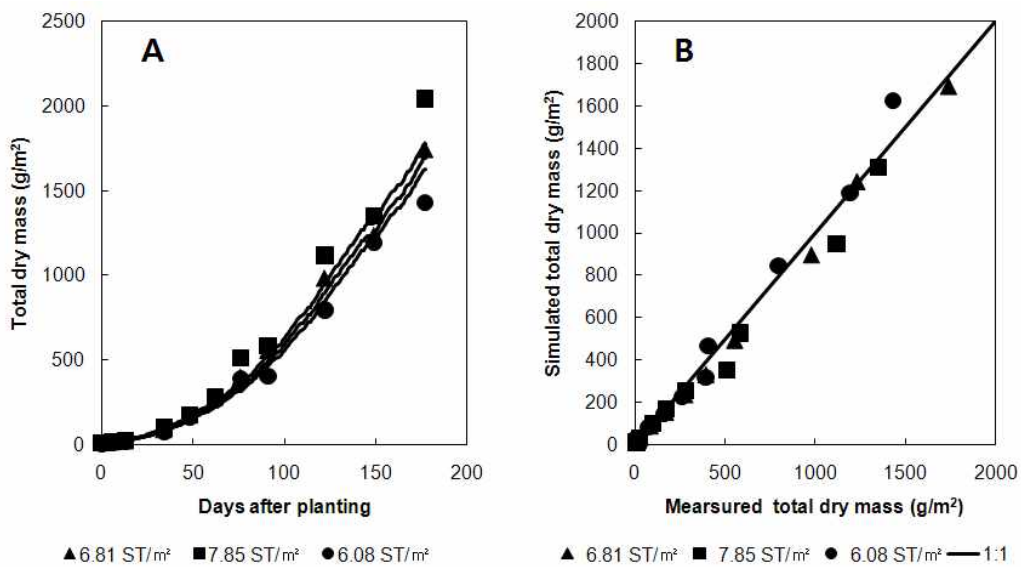 A
Total dry mass (g/m²)
2500
2000
1500
1000
500
0
0 50 100 150 200
Days after planting
▲ 6.81 ST/m² ■ 7.85 ST/m² ● 6.08 ST/m²
B
Simulated total dry mass (g/m²)
2000
1800
1600
1400
1200
1000
800
600
400
200
0
0 500 1000 1500 2000
Mearsured total dry mass (g/m²)
▲ 6.81 ST/m² ■ 7.85 ST/m² ● 6.08 ST/m² — 1:1